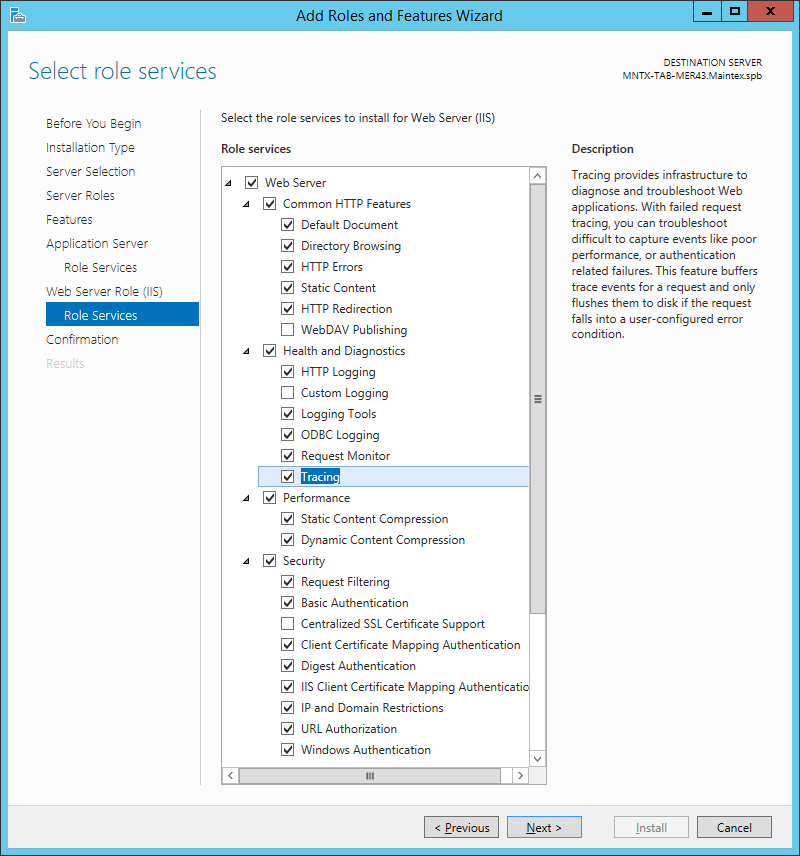 Add Roles and Features Wizard
Select role services
DESTINATION SERVER
MNTX-TAB-MER43.Maintex.spb
Before You Begin
Installation Type
Server Selection
Server Roles
Features
Application Server
Role Services
Web Server Role (IIS)
Role Services
Confirmation
Results
Select the role services to install for Web Server (IIS)
Role services
Web Server
Common HTTP Features
Default Document
Directory Browsing
HTTP Errors
Static Content
HTTP Redirection
WebDAV Publishing
Health and Diagnostics
HTTP Logging
Custom Logging
Logging Tools
ODBC Logging
Request Monitor
Tracing
Performance
Static Content Compression
Dynamic Content Compression
Security
Request Filtering
Basic Authentication
Centralized SSL Certificate Support
Client Certificate Mapping Authentication
Digest Authentication
IIS Client Certificate Mapping Authenticatio
IP and Domain Restrictions
URL Authorization
Windows Authentication
Description
Tracing provides infrastructure to
diagnose and troubleshoot Web
applications. With failed request
tracing, you can troubleshoot
difficult to capture events like poor
performance, or authentication
related failures. This feature buffers
trace events for a request and only
flushes them to disk if the request
falls into a user-configured error
condition.
< Previous
Next >
Install
Cancel